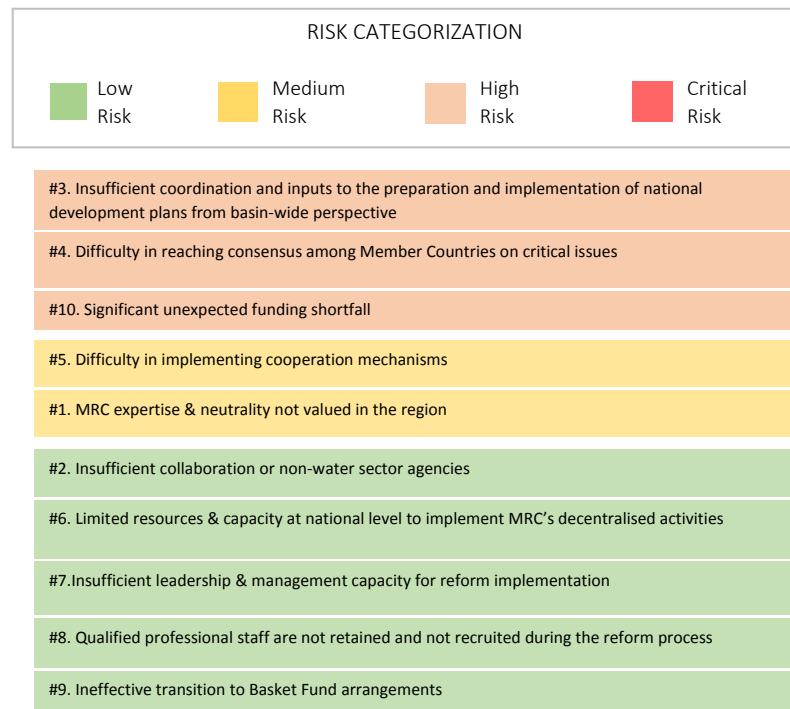 RISK CATEGORIZATION
Low
Risk
Medium
Risk
High
Risk
Critical
Risk
#3. Insufficient coordination and inputs to the preparation and implementation of national
development plans from basin-wide perspective
#4. Difficulty in reaching consensus among Member Countries on critical issues
#10. Significant unexpected funding shortfall
#5. Difficulty in implementing cooperation mechanisms
#1. MRC expertise & neutrality not valued in the region
#2. Insufficient collaboration or non-water sector agencies
#6. Limited resources & capacity at national level to implement MRC's decentralised activities
#7.Insufficient leadership & management capacity for reform implementation
#8. Qualified professional staff are not retained and not recruited during the reform process
#9. Ineffective transition to Basket Fund arrangements